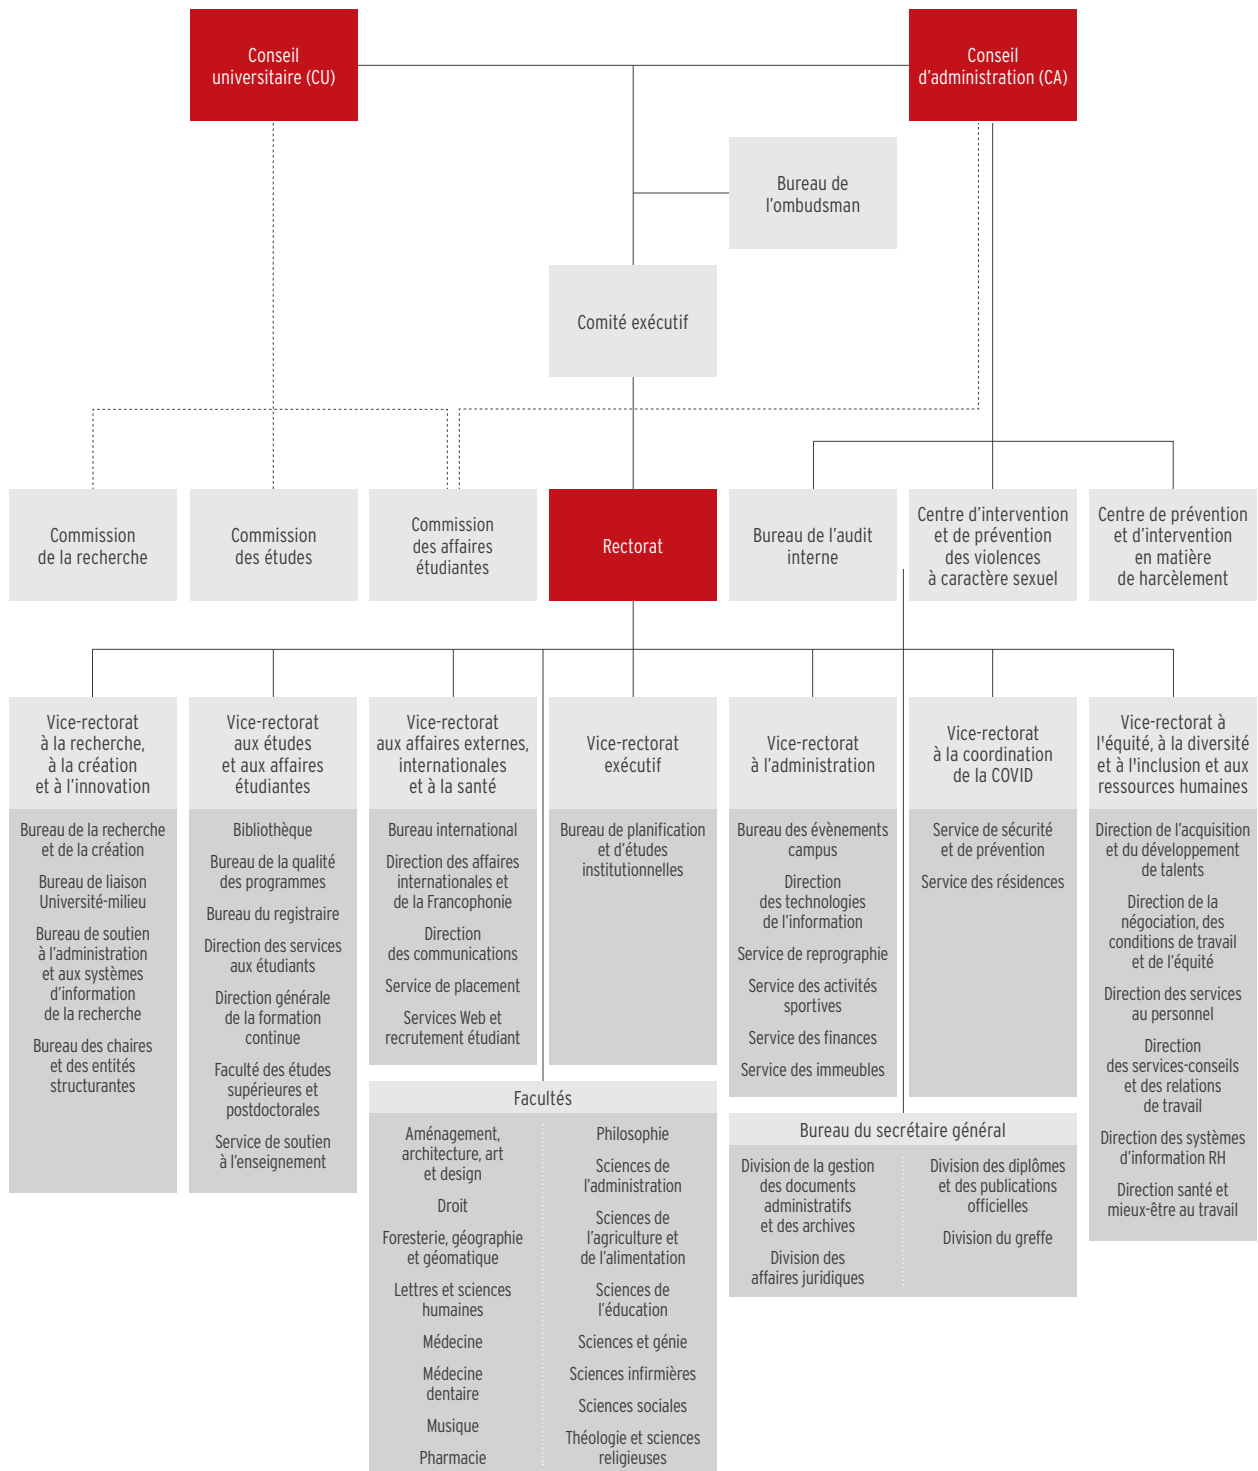 Conseil
universitaire (CU)
Conseil
d'administration (CA)
Bureau de
l'ombudsman
Comité exécutif
Commission
de la recherche
Commission
des études
Commission
des affaires
étudiantes
Rectorat
Bureau de l'audit
interne
Centre d'intervention
et de prévention
des violences
à caractère sexuel
Centre de prévention
et d'intervention
en matière
de harcèlement
Vice-rectorat
à la recherche,
à la création
et à l'innovation
Bureau de la recherche
et de la création
Bureau de liaison
Université-milieu
Bureau de soutien
à l'administration
et aux systèmes
d'information
de la recherche
Bureau des chaires
et des entités
structurantes
Vice-rectorat
aux études
et aux affaires
étudiantes
Bibliothèque
Bureau de la qualité
des programmes
Bureau du registraire
Direction des services
aux étudiants
Direction générale
de la formation
continue
Faculté des études
supérieures et
postdoctorales
Service de soutien
à l'enseignement
Vice-rectorat
aux affaires externes,
internationales
et à la santé
Bureau international
Direction des affaires
internationales et
de la Francophonie
Direction
des communications
Service de placement
Services Web et
recrutement étudiant
Vice-rectorat
exécutif
Bureau de planification
et d'études
institutionnelles
Vice-rectorat
à l'administration
Bureau des évènements
campus
Direction
des technologies
de l'information
Service de reprographie
Service des activités
sportives
Service des finances
Service des immeubles
Vice-rectorat
à la coordination
de la COVID
Service de sécurité
et de prévention
Service des résidences
Vice-rectorat à
l'équité, à la diversité
et à l'inclusion et aux
ressources humaines
Direction de l'acquisition
et du développement
de talents
Direction de la
négociation, des
conditions de travail
et de l'équité
Direction des services
au personnel
Direction
des services-conseils
et des relations
de travail
Direction des systèmes
d'information RH
Direction santé et
mieux-être au travail
Facultés
Aménagement,
architecture, art
et design
Droit
Foresterie, géographie
et géomatique
Lettres et sciences
humaines
Médecine
Médecine
dentaire
Musique
Pharmacie
Philosophie
Sciences de
l'administration
Sciences de
l'agriculture et
de l'alimentation
Sciences de
l'éducation
Sciences et génie
Sciences infirmières
Sciences sociales
Théologie et sciences
religieuses
Bureau du secrétaire général
Division de la gestion
des documents
administratifs
et des archives
Division des
affaires juridiques
Division des diplômes
et des publications
officielles
Division du greffe